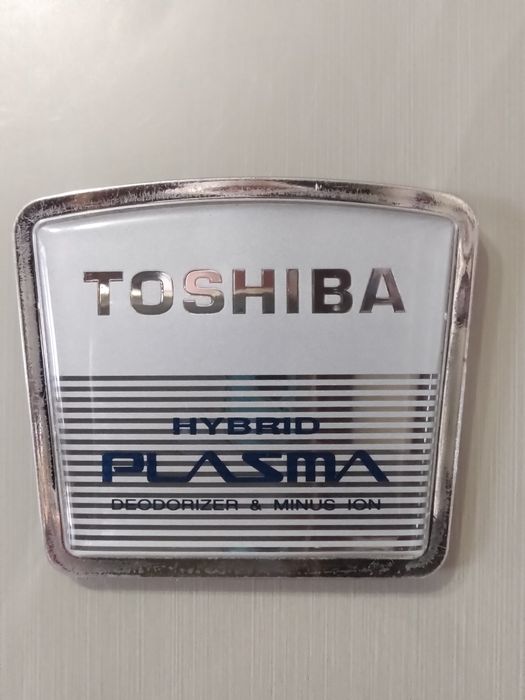 TOSHIBA
HYBRID
PLASMA
DEODORIZER & MINUS ION